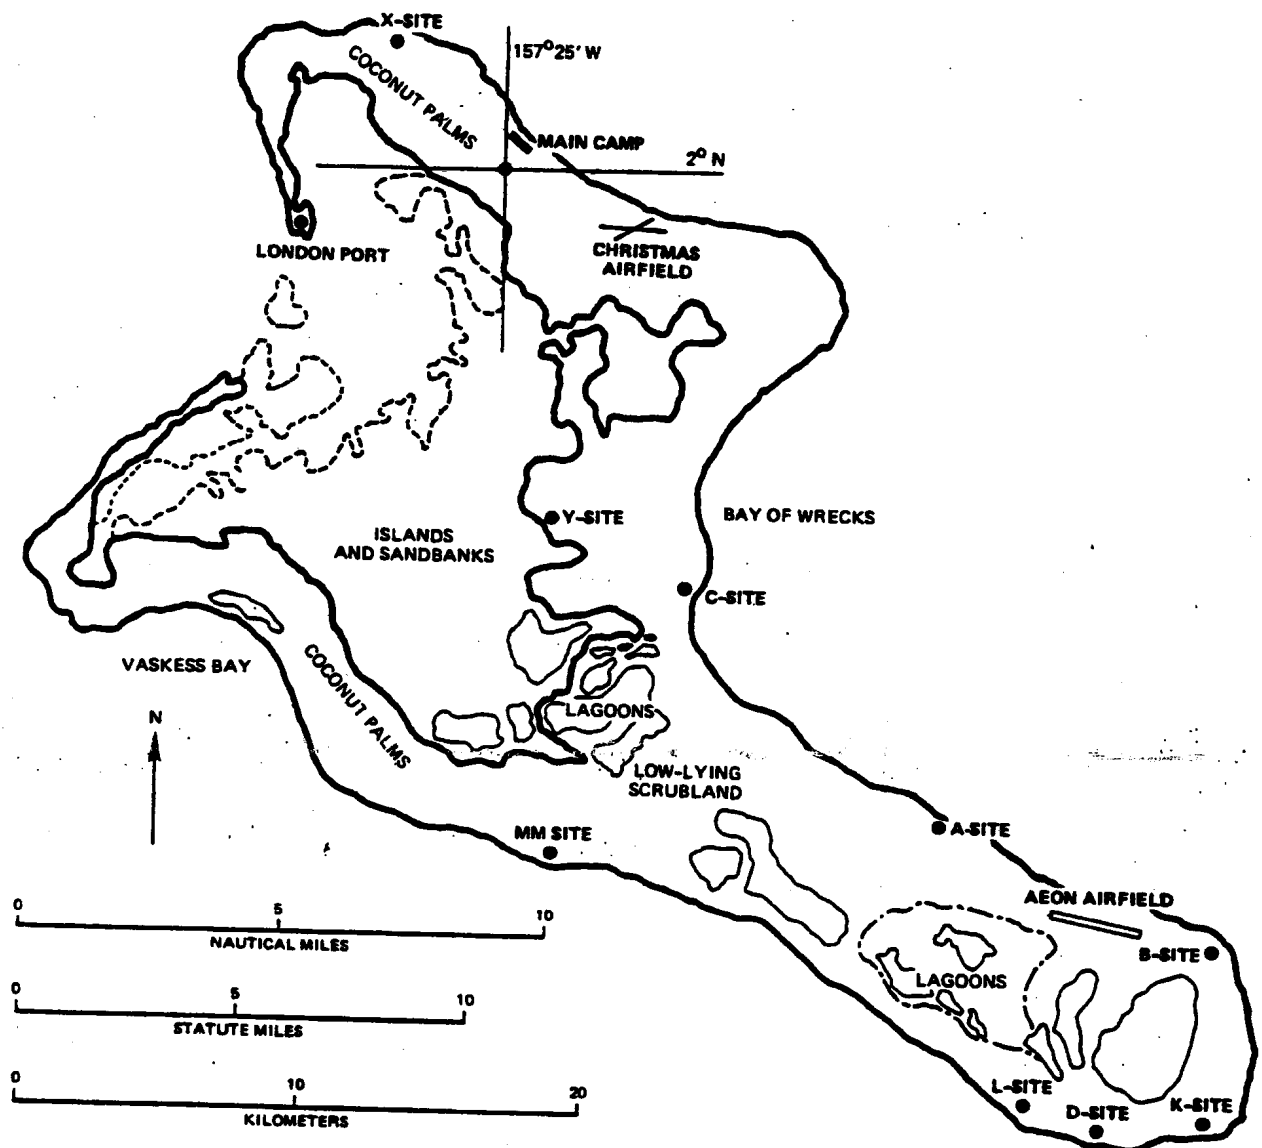 X-SITE
157°25' W
COCONUT PALMS
MAIN CAMP
2° N
LONDON PORT
CHRISTMAS
AIRFIELD
Y-SITE
BAY OF WRECKS
ISLANDS
AND SANDBANKS
C-SITE
VASKESS BAY
COCONUT PALMS
LAGOONS
N
LOW-LYING
SCRUBLAND
MM SITE
A-SITE
AEON AIRFIELD
0 5 10
NAUTICAL MILES
B-SITE
LAGOONS
0 5 10
STATUTE MILES
L-SITE
D-SITE
K-SITE
0 10 20
KILOMETERS